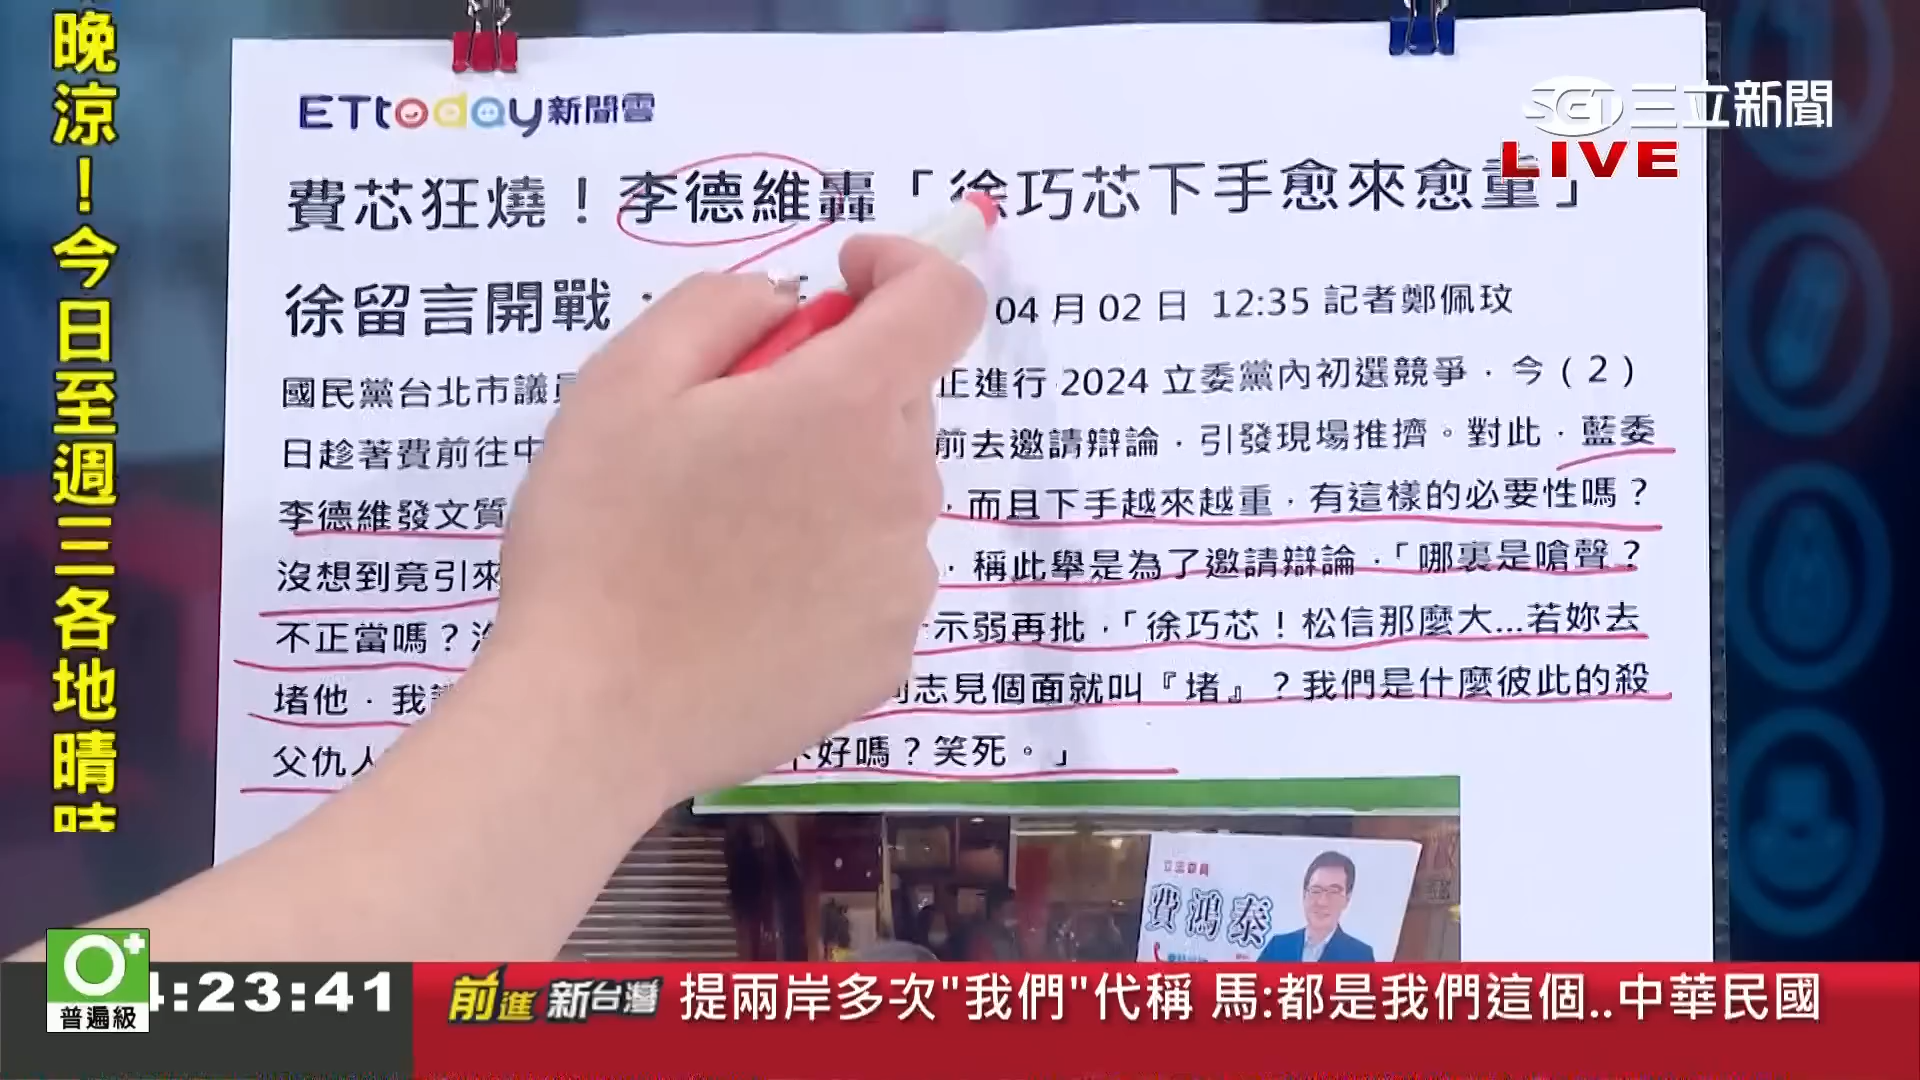 晚涼！今日至週三各地晴時
ETtoday新聞雲
SET三立新聞
LIVE
費芯狂燒！李德維轟「徐巧芯下手愈來愈重」
徐留言開戰
04月02日 12:35 記者鄭佩玟
國民黨台北市議員 正進行2024立委黨內初選競爭．今（2）
日趁著費前往中 前去邀請辯論．引發現場推擠。對此．藍委
李德維發文質 ．而且下手越來越重．有這樣的必要性嗎？
沒想到竟引來 ．稱此舉是為了邀請辯論．「哪裏是嗆聲？
不正當嗎？ 示弱再批．「徐巧芯！松信那麼大...若妳去
堵他．我 同志見個面就叫『堵』？我們是什麼彼此的殺
父仇人 不好嗎？笑死。」
立法委員
費鴻泰
普遍級
4:23:41
前進新台灣
提兩岸多次"我們"代稱 馬:都是我們這個..中華民國